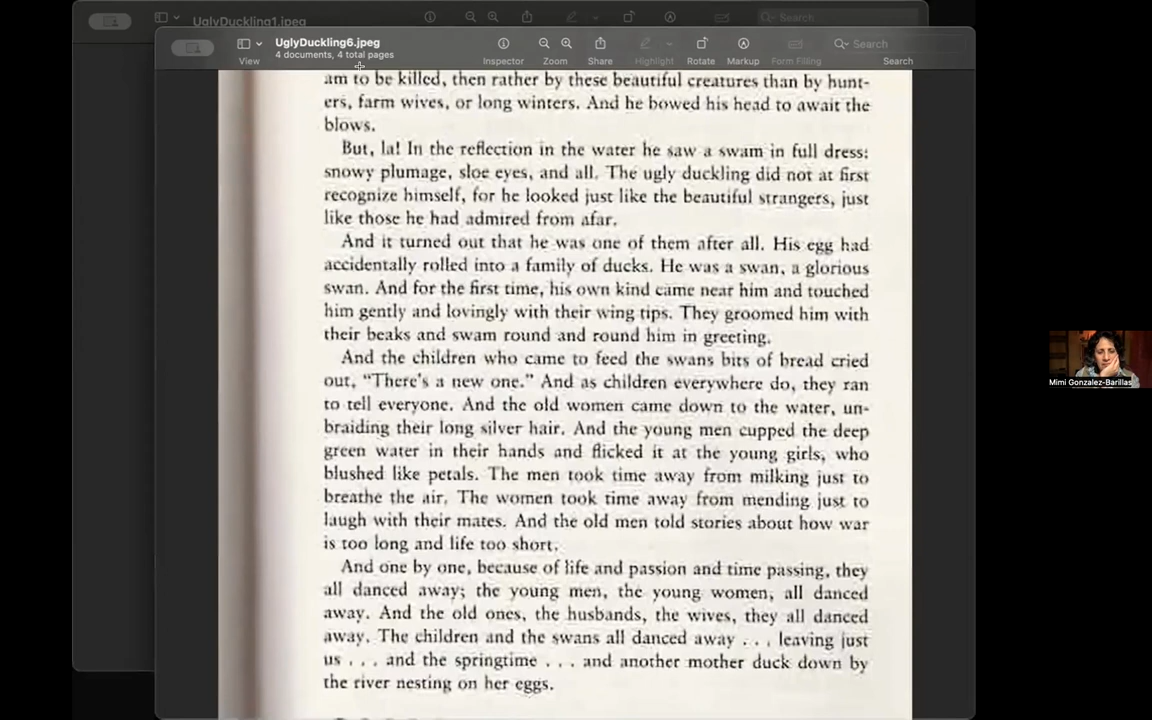 UglyDuckling1.jpeg
Search
UglyDuckling6.jpeg
4 documents, 4 total pages
View
Inspector
Zoom
Share
Highlight
Rotate
Markup
Form Filling
Search
Search
am to be killed, then rather by these beautiful creatures than by hunt-
ers, farm wives, or long winters. And he bowed his head to await the
blows.
But, la! In the reflection in the water he saw a swam in full dress:
snowy plumage, sloe eyes, and all. The ugly duckling did not at first
recognize himself, for he looked just like the beautiful strangers, just
like those he had admired from afar.
And it turned out that he was one of them after all. His egg had
accidentally rolled into a family of ducks. He was a swan, a glorious
swan. And for the first time, his own kind came near him and touched
him gently and lovingly with their wing tips. They groomed him with
their beaks and swam round and round him in greeting.
And the children who came to feed the swans bits of bread cried
out, “There's a new one.” And as children everywhere do, they ran
to tell everyone. And the old women came down to the water, un-
braiding their long silver hair. And the young men cupped the deep
green water in their hands and flicked it at the young girls, who
blushed like petals. The men took time away from milking just to
breathe the air. The women took time away from mending just to
laugh with their mates. And the old men told stories about how war
is too long and life too short.
And one by one, because of life and passion and time passing, they
all danced away; the young men, the young women, all danced
away. And the old ones, the husbands, the wives, they all danced
away. The children and the swans all danced away . . . leaving just
us . . . and the springtime . . . and another mother duck down by
the river nesting on her eggs.
Mimi Gonzalez-Barillas